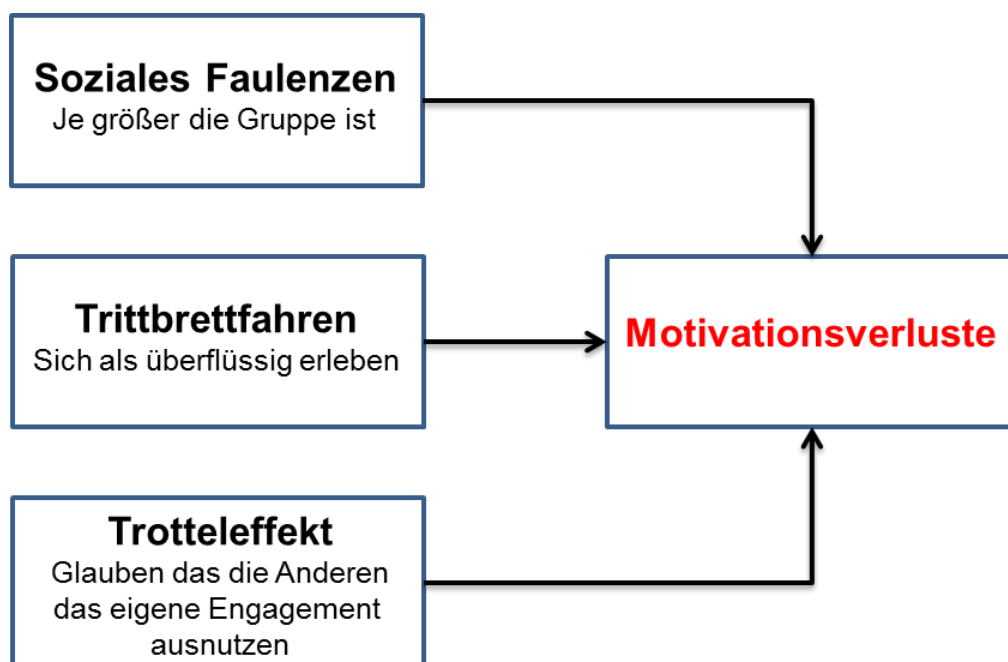 Soziales Faulenzen
Je größer die Gruppe ist
Trittbrettfahren
Sich als überflüssig erleben
Motivationsverluste
Trotteleffekt
Glauben das die Anderen
das eigene Engagement
ausnutzen